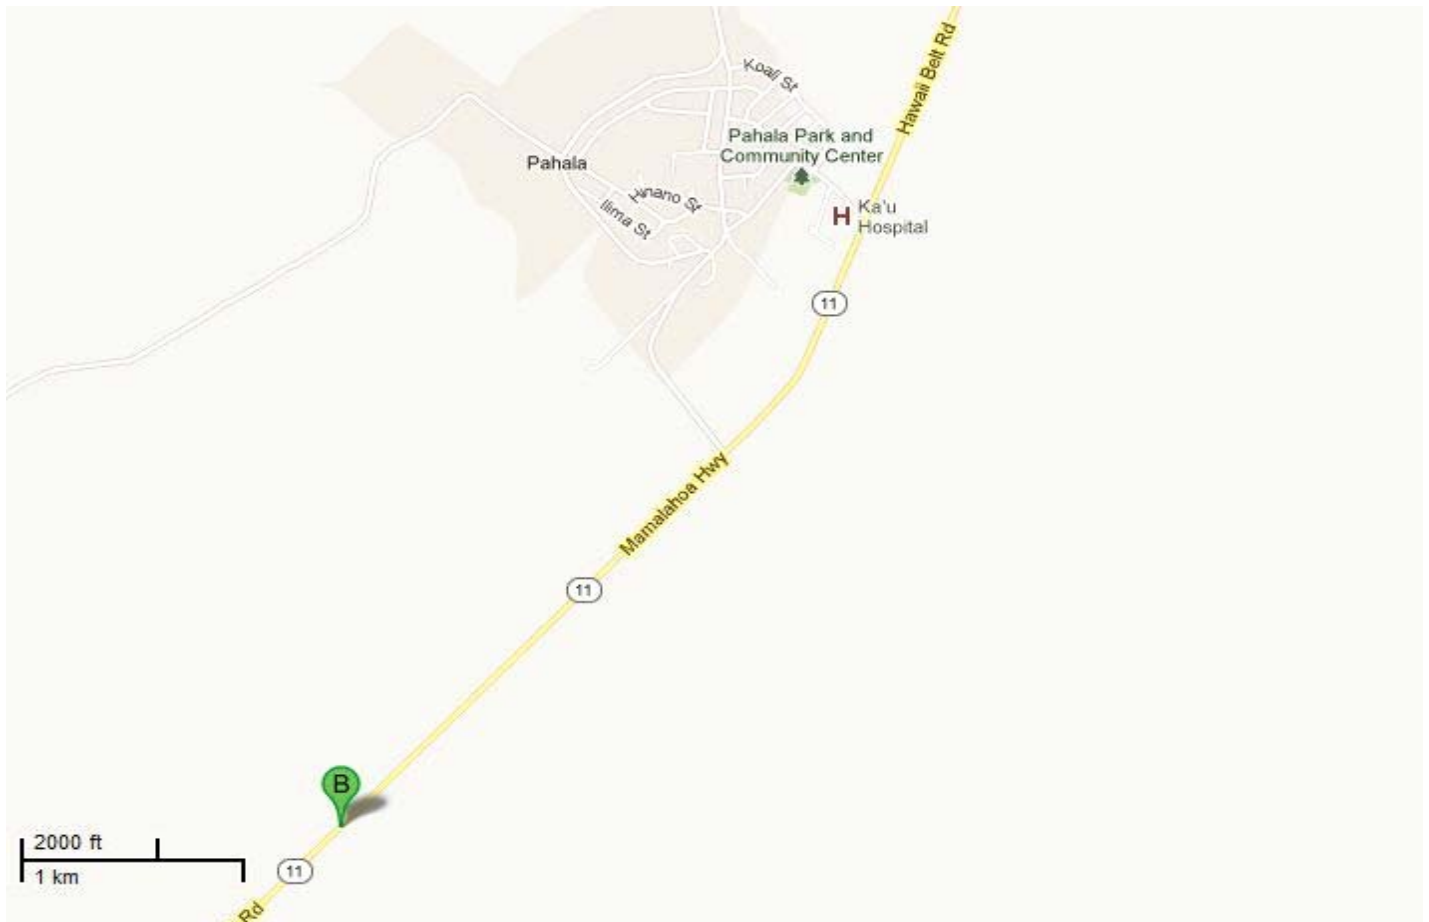 Hawaii Belt Rd
Koali St
Pahala Park and
Community Center
Pahala
Hinano St
Ilima St
H
Ka'u
Hospital
11
Mamalahoa Hwy
11
B
2000 ft
1 km
11
Rd